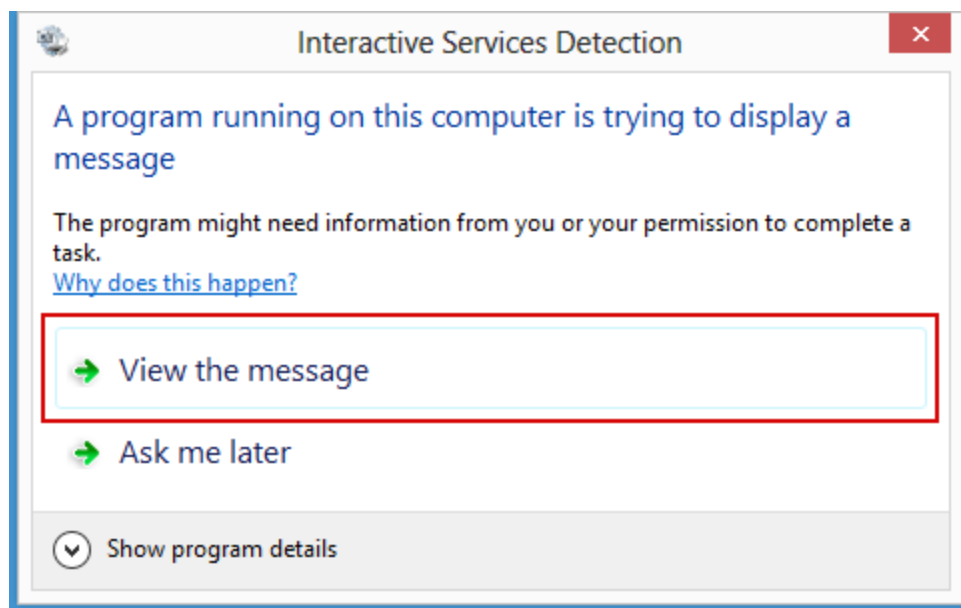 Interactive Services Detection
A program running on this computer is trying to display a
message
The program might need information from you or your permission to complete a
task.
Why does this happen?
View the message
Ask me later
Show program details